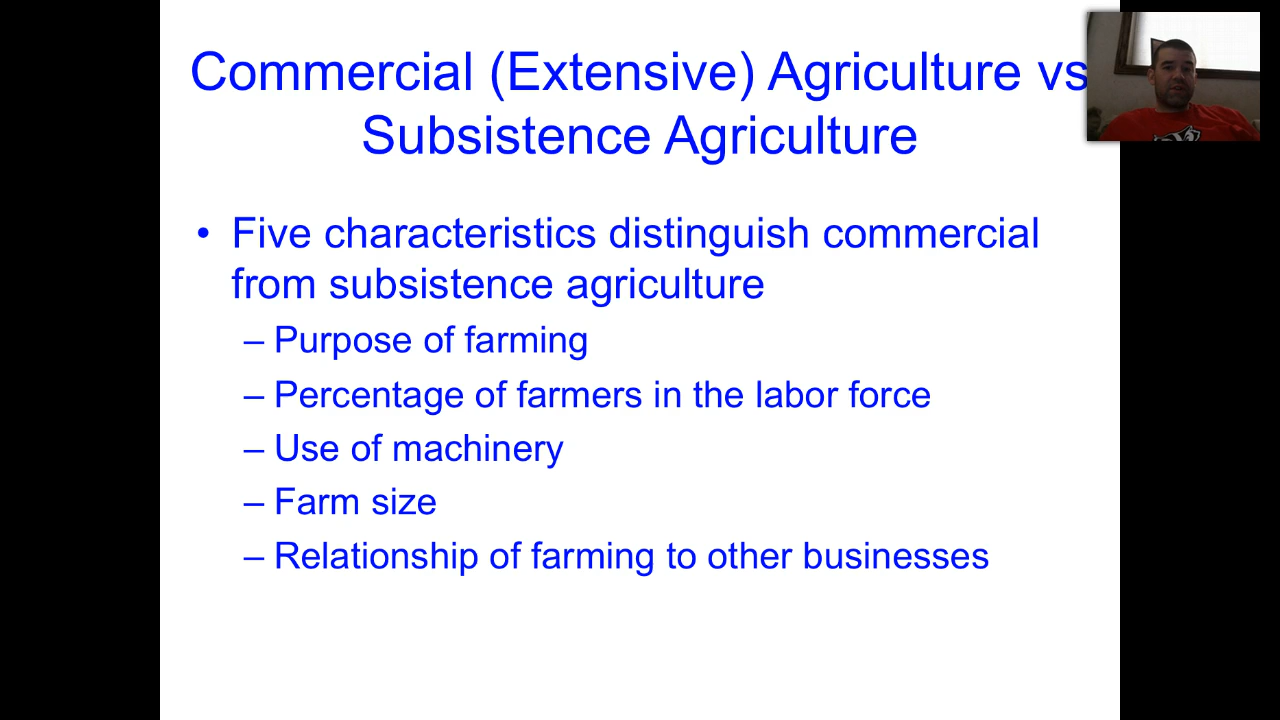 Commercial (Extensive) Agriculture vs
Subsistence Agriculture
• Five characteristics distinguish commercial
from subsistence agriculture
– Purpose of farming
– Percentage of farmers in the labor force
– Use of machinery
– Farm size
– Relationship of farming to other businesses